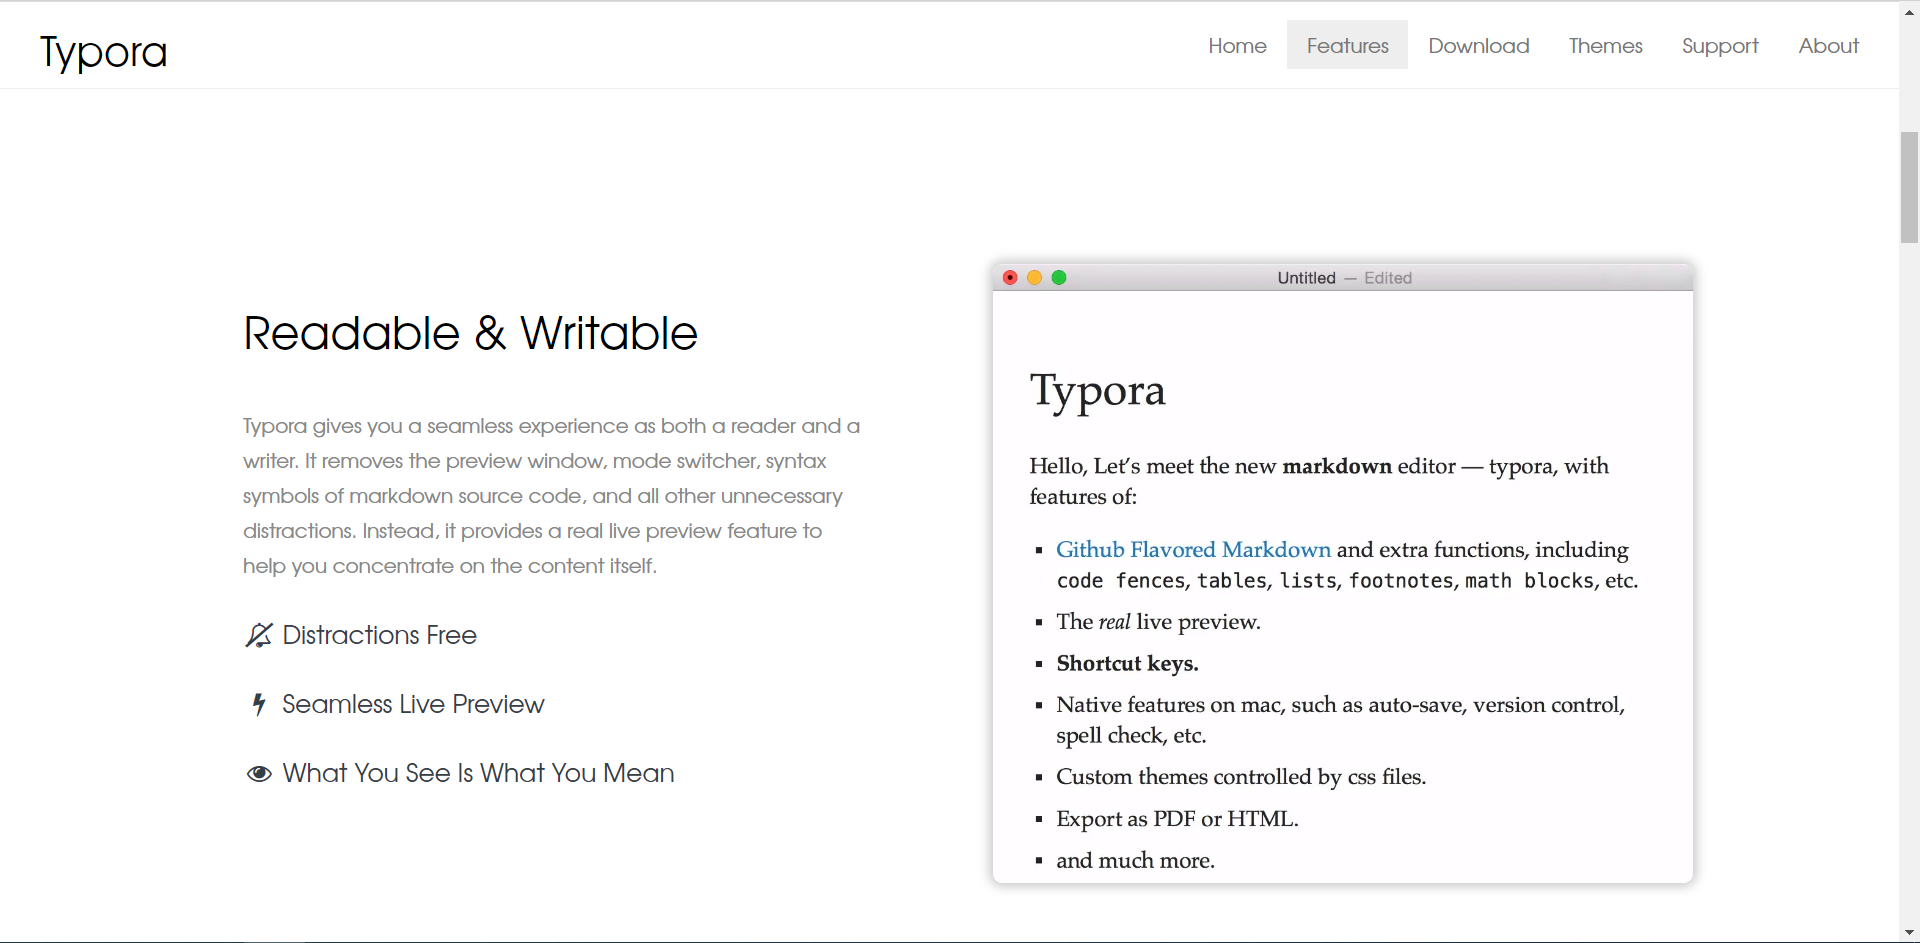 Typora
Home Features Download Themes Support About
Readable & Writable
Typora gives you a seamless experience as both a reader and a
writer. It removes the preview window, mode switcher, syntax
symbols of markdown source code, and all other unnecessary
distractions. Instead, it provides a real live preview feature to
help you concentrate on the content itself.
Distractions Free
Seamless Live Preview
What You See Is What You Mean
Untitled — Edited
Typora
Hello, Let’s meet the new markdown editor — typora, with
features of:
▪ Github Flavored Markdown and extra functions, including
code fences, tables, lists, footnotes, math blocks, etc.
▪ The real live preview.
▪ Shortcut keys.
▪ Native features on mac, such as auto-save, version control,
spell check, etc.
▪ Custom themes controlled by css files.
▪ Export as PDF or HTML.
▪ and much more.